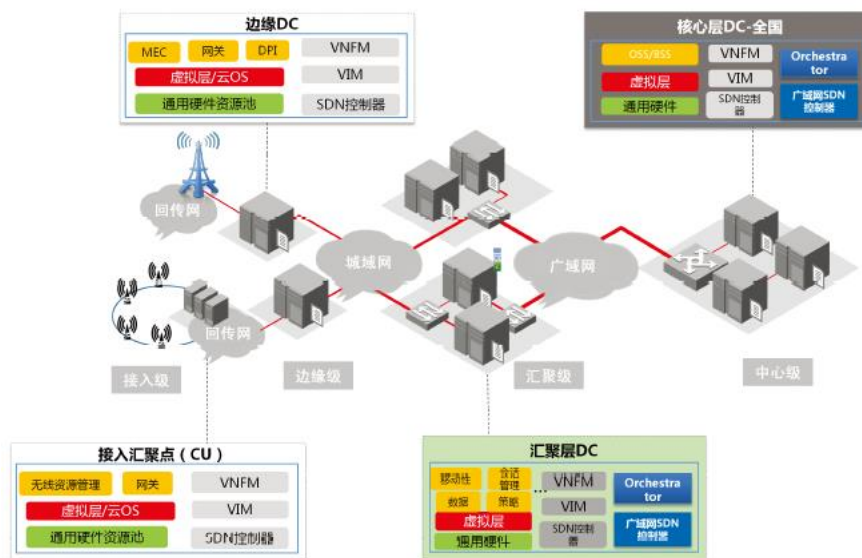 边缘DC
MEC
网关
DPI
VNFM
虚拟层/云OS
VIM
通用硬件资源池
SDN控制器
核心层DC-全国
OSS/BSS
VNFM
Orchestra
tor
虚拟层
VIM
通用硬件
SDN控制
器
广域网SDN
控制器
回传网
城域网
广域网
回传网
接入级
边缘级
汇聚级
中心级
接入汇聚点（CU）
无线资源管理
网关
VNFM
虚拟层/云OS
VIM
通用硬件资源池
SDN控制器
汇聚层DC
移动性
会话
管理
...
VNFM
Orchestra
tor
数据
策略
VIM
虚拟层
通用硬件
SDN控制
器
广域网SDN
控制器